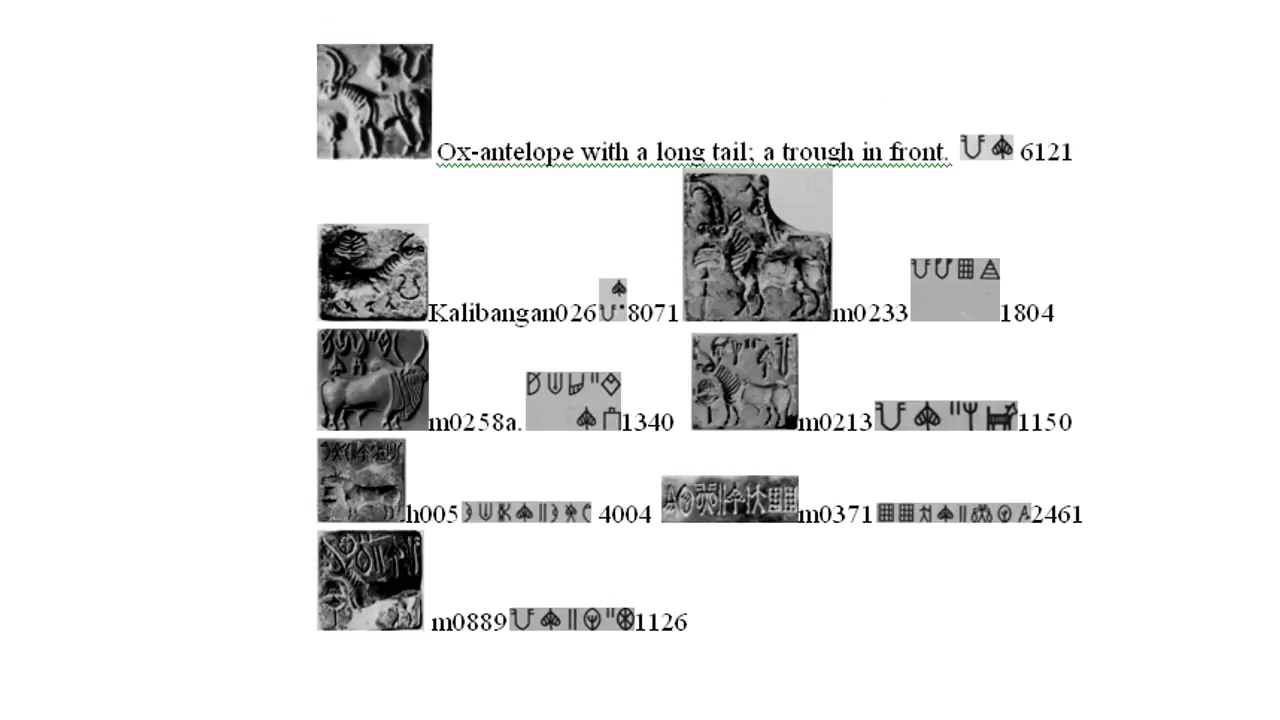 Ox-antelope with a long tail; a trough in front. 6121
Kalibangan026 8071 m0233 1804
m0258a. 1340 m0213 1150
h005 4004 m0371 2461
m0889 1126